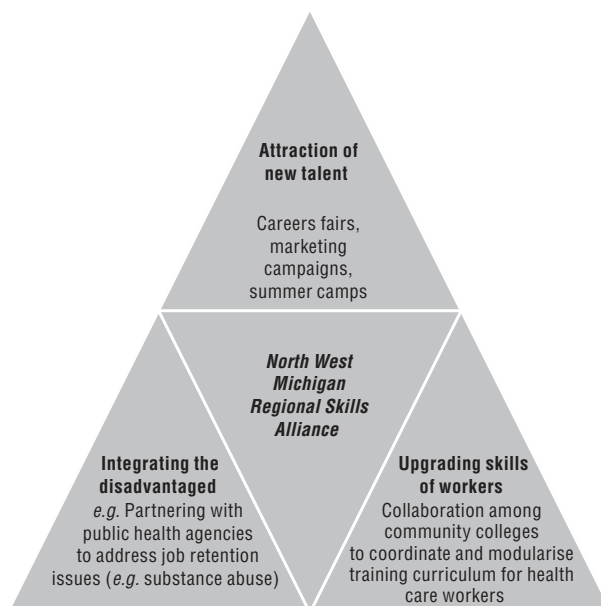 Attraction of
new talent
Careers fairs,
marketing
campaigns,
summer camps
North West
Michigan
Regional Skills
Alliance
Integrating the
disadvantaged
e.g. Partnering with
public health agencies
to address job retention
issues (e.g. substance abuse)
Upgrading skills
of workers
Collaboration among
community colleges
to coordinate and modularise
training curriculum for health
care workers